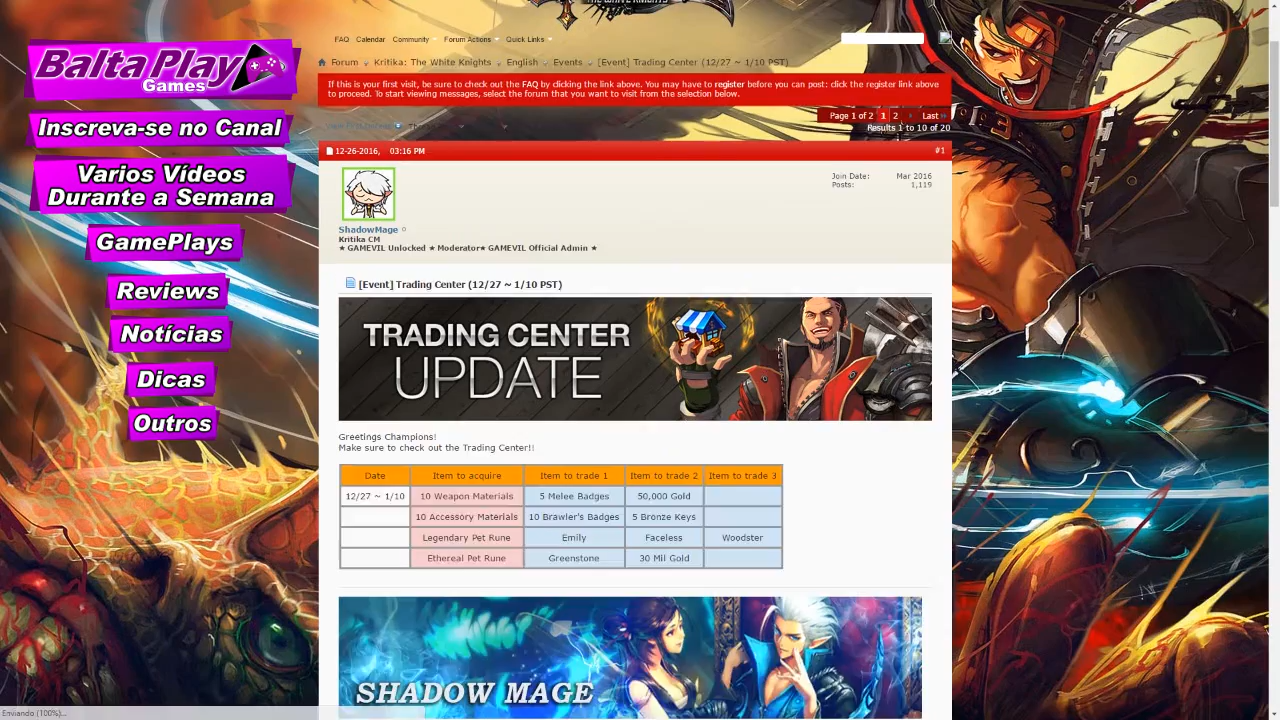 THE WHITE KNIGHTS
FAQ Calendar Community Forum Actions Quick Links
Forum Kritika: The White Knights English Events [Event] Trading Center (12/27 ~ 1/10 PST)
If this is your first visit, be sure to check out the FAQ by clicking the link above. You may have to register before you can post: click the register link above
to proceed. To start viewing messages, select the forum that you want to visit from the selection below.
Page 1 of 2 1 2 Last
Results 1 to 10 of 20
12-26-2016, 03:16 PM #1
Join Date: Mar 2016
Posts: 1,119
ShadowMage
Kritika CM
★ GAMEVIL Unlocked ★ Moderator★ GAMEVIL Official Admin ★
[Event] Trading Center (12/27 ~ 1/10 PST)
TRADING CENTER
UPDATE
Greetings Champions!
Make sure to check out the Trading Center!!
Date Item to acquire Item to trade 1 Item to trade 2 Item to trade 3
12/27 ~ 1/10 10 Weapon Materials 5 Melee Badges 50,000 Gold
10 Accessory Materials 10 Brawler's Badges 5 Bronze Keys
Legendary Pet Rune Emily Faceless Woodster
Ethereal Pet Rune Greenstone 30 Mil Gold
SHADOW MAGE
Balta Play
Games
Inscreva-se no Canal
Varios Vídeos
Durante a Semana
GamePlays
Reviews
Notícias
Dicas
Outros
Enviando (100%)...